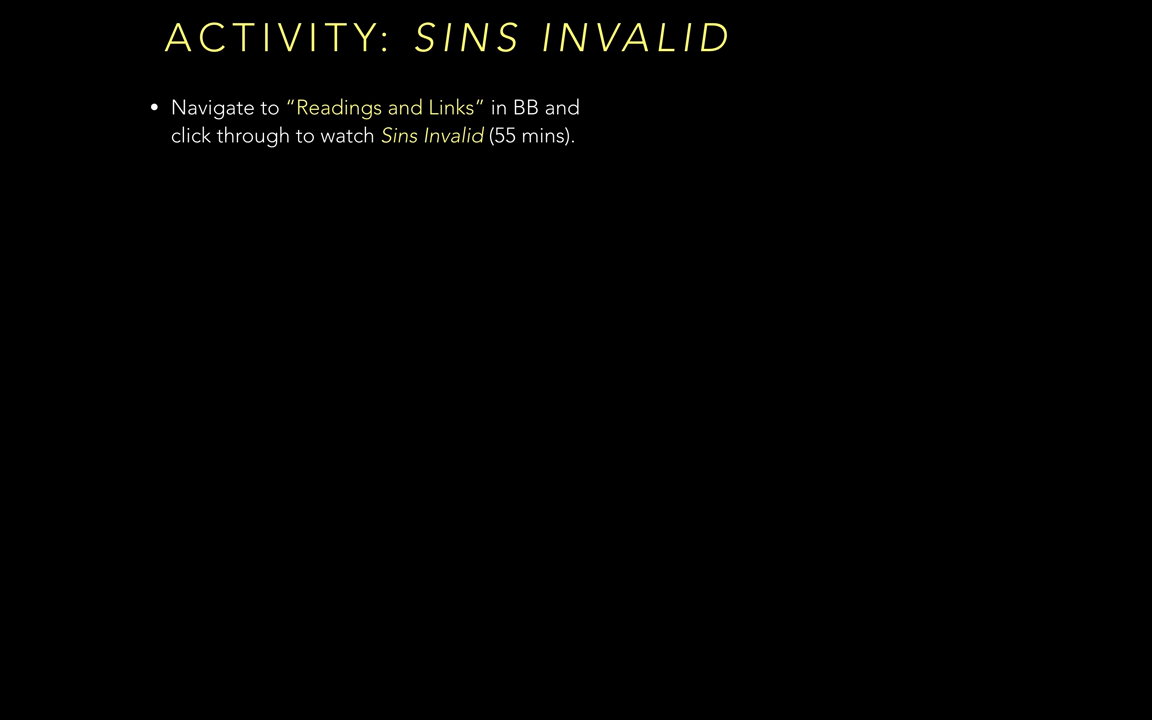 ACTIVITY: SINS INVALID
• Navigate to “Readings and Links” in BB and
click through to watch Sins Invalid (55 mins).